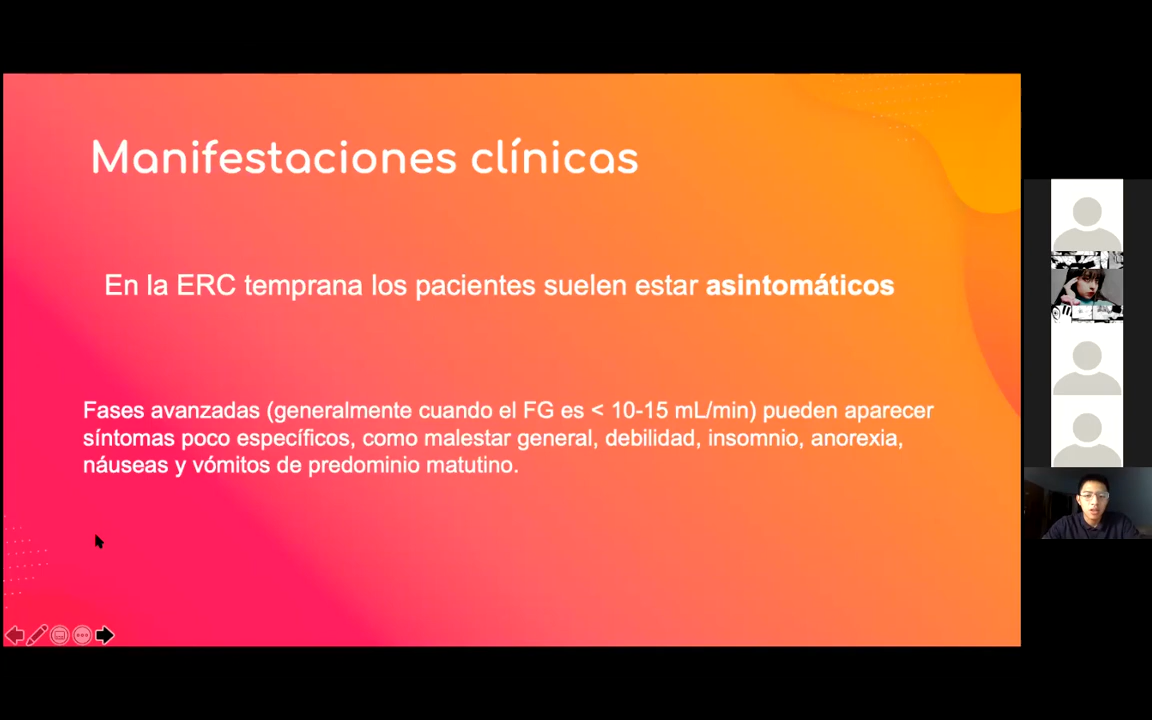 Manifestaciones clínicas
En la ERC temprana los pacientes suelen estar asintomáticos
Fases avanzadas (generalmente cuando el FG es < 10-15 mL/min) pueden aparecer
síntomas poco específicos, como malestar general, debilidad, insomnio, anorexia,
náuseas y vómitos de predominio matutino.